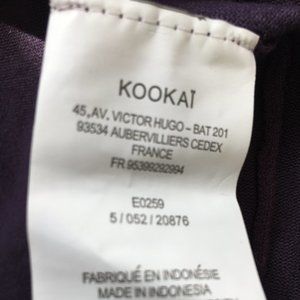 KOOKAÏ
45, AV. VICTOR HUGO - BAT 201
93534 AUBERVILLIERS CEDEX
FRANCE
FR 95399292994
E0259
5 / 052 / 20876
FABRIQUÉ EN INDONÉSIE
MADE IN INDONESIA